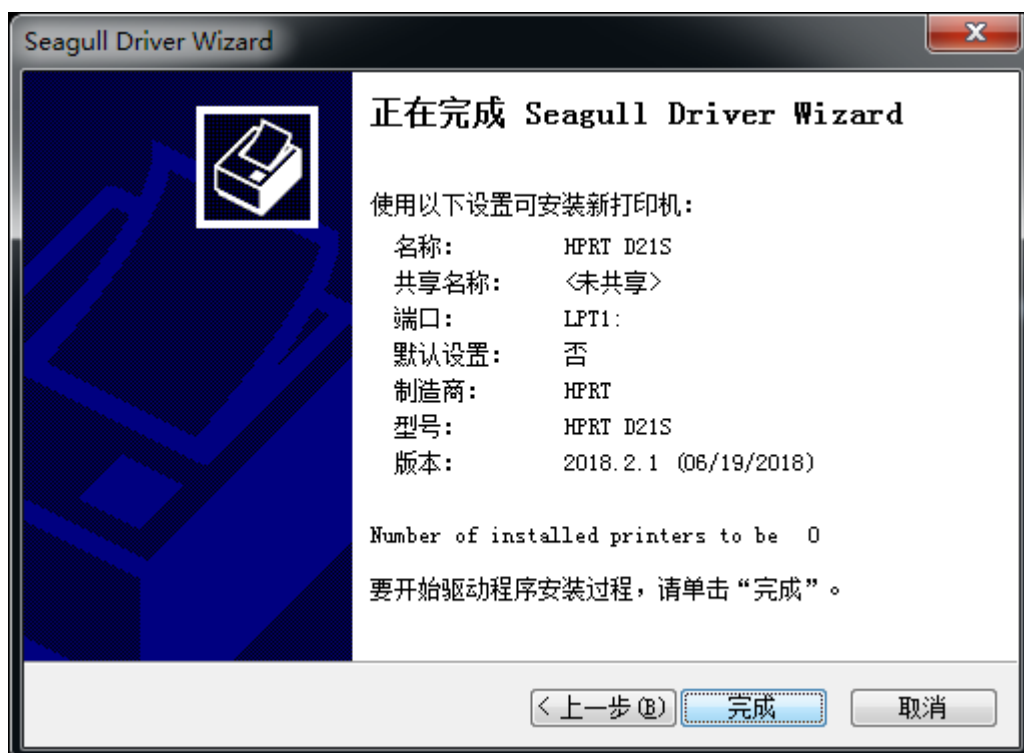 Seagull Driver Wizard
正在完成 Seagull Driver Wizard
使用以下设置可安装新打印机：
名称： HPRT D21S
共享名称： <未共享>
端口： LPT1:
默认设置： 否
制造商： HPRT
型号： HPRT D21S
版本： 2018.2.1 (06/19/2018)
Number of installed printers to be 0
要开始驱动程序安装过程，请单击“完成”。
< 上一步(B) 完成 取消